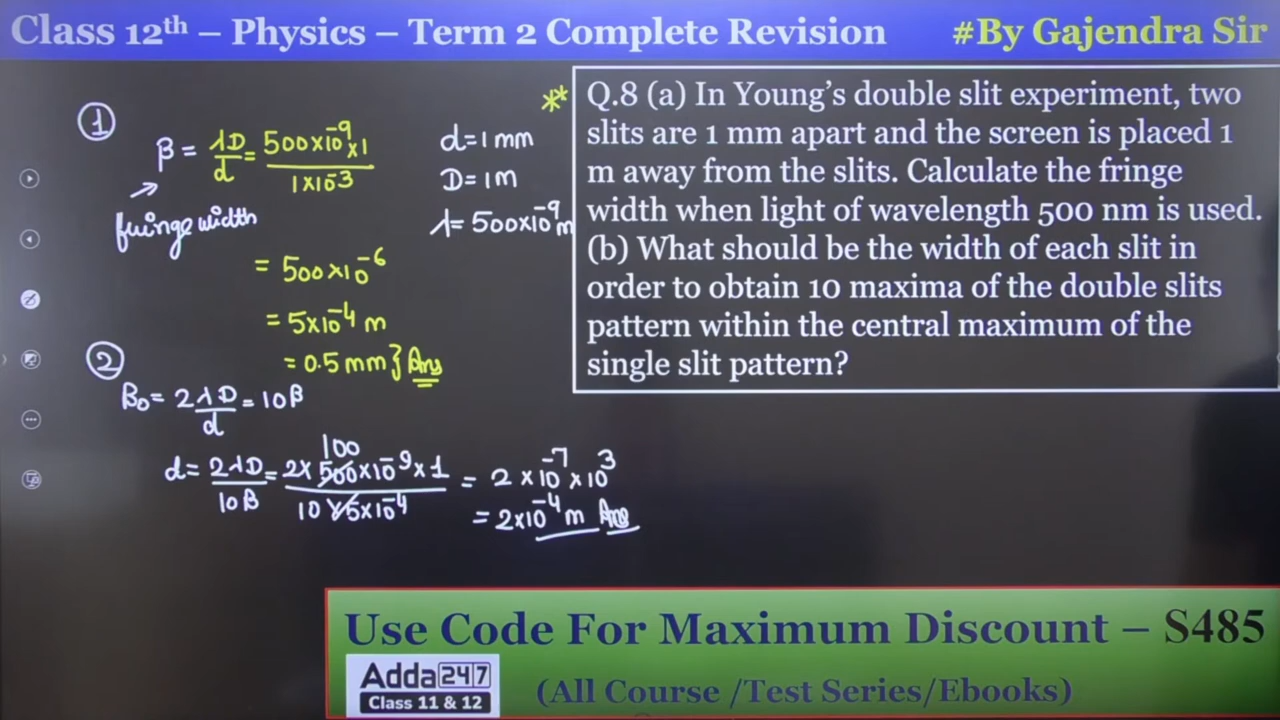 Class 12th – Physics – Term 2 Complete Revision #By Gajendra Sir
** Q.8 (a) In Young's double slit experiment, two
slits are 1 mm apart and the screen is placed 1
m away from the slits. Calculate the fringe
width when light of wavelength 500 nm is used.
(b) What should be the width of each slit in
order to obtain 10 maxima of the double slits
pattern within the central maximum of the
single slit pattern?
①
β = λD/d = 500×10⁻⁹×1 / 1×10⁻³
fringe width
d=1 mm
D=1m
λ=500×10⁻⁹m
= 500×10⁻⁶
= 5×10⁻⁴ m
= 0.5 mm } Ans
②
B₀ = 2λD/d = 10β
d = 2λD/10β = 2×500×10⁻⁹×1 / 10×5×10⁻⁴ = 2×10⁻⁷×10³
100
= 2×10⁻⁴ m Ans
Use Code For Maximum Discount – S485
Adda247
Class 11 & 12
(All Course /Test Series/Ebooks)